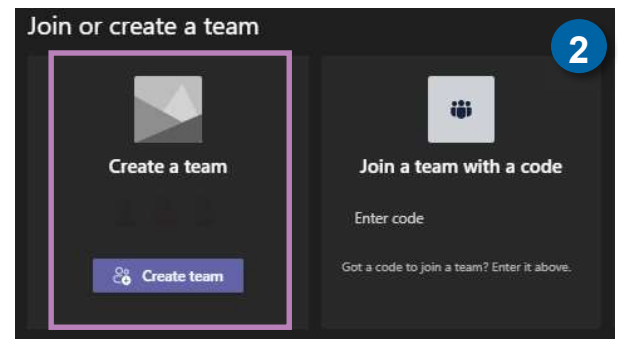 Join or create a team
2
Create a team
Create team
Join a team with a code
Enter code
Got a code to join a team? Enter it above.